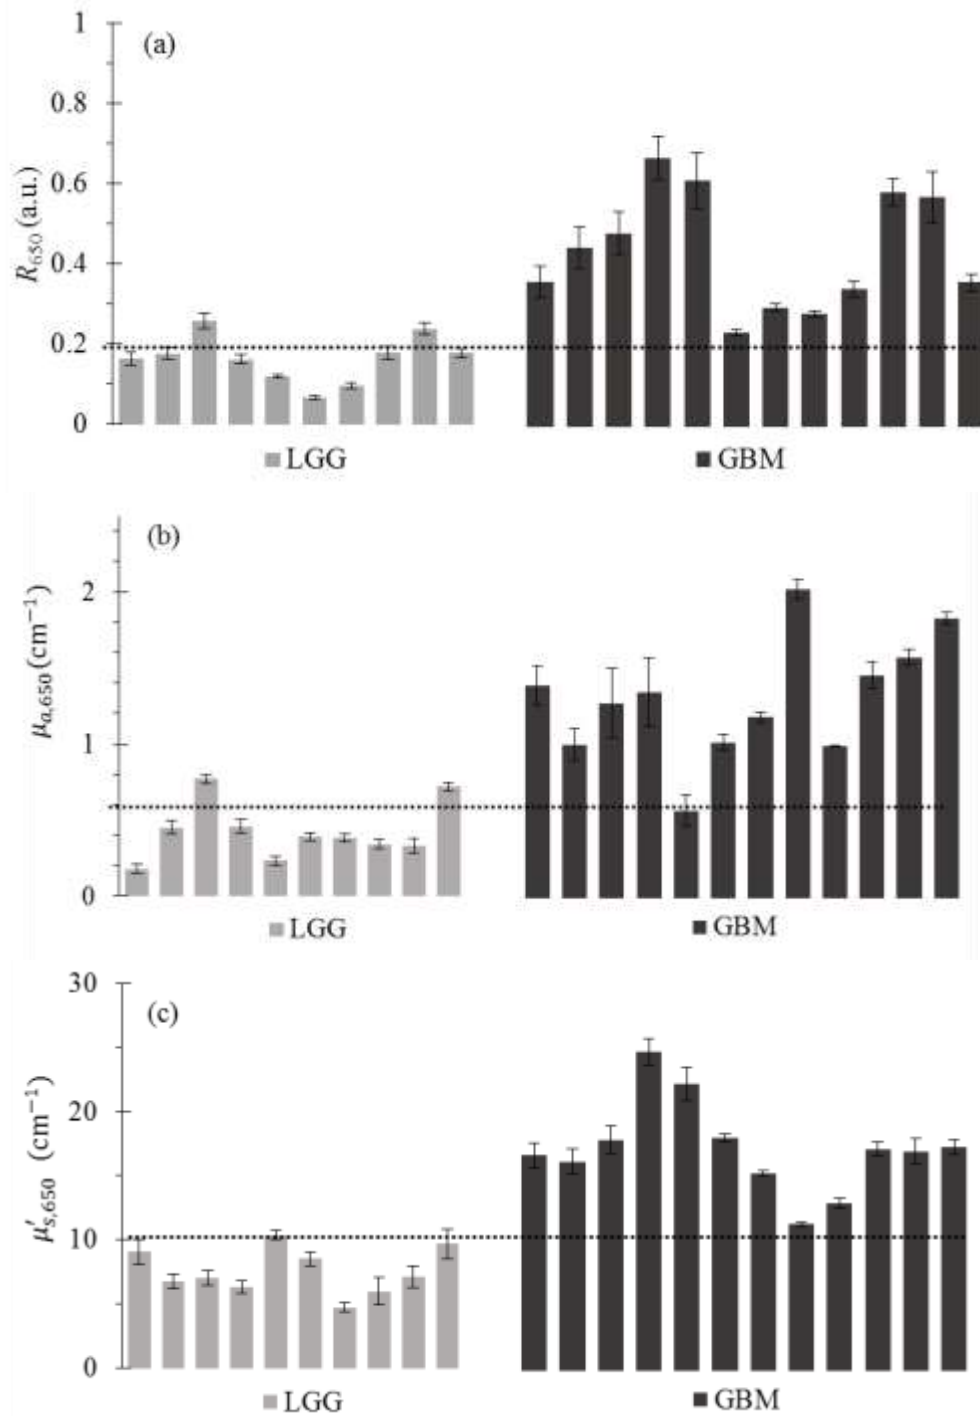 (a)
1
0.8
0.6
0.4
0.2
0
R650 (a.u.)
LGG GBM
(b)
2
1
0
μa,650(cm−1)
LGG GBM
(c)
30
20
10
0
μ′s,650 (cm−1)
LGG GBM